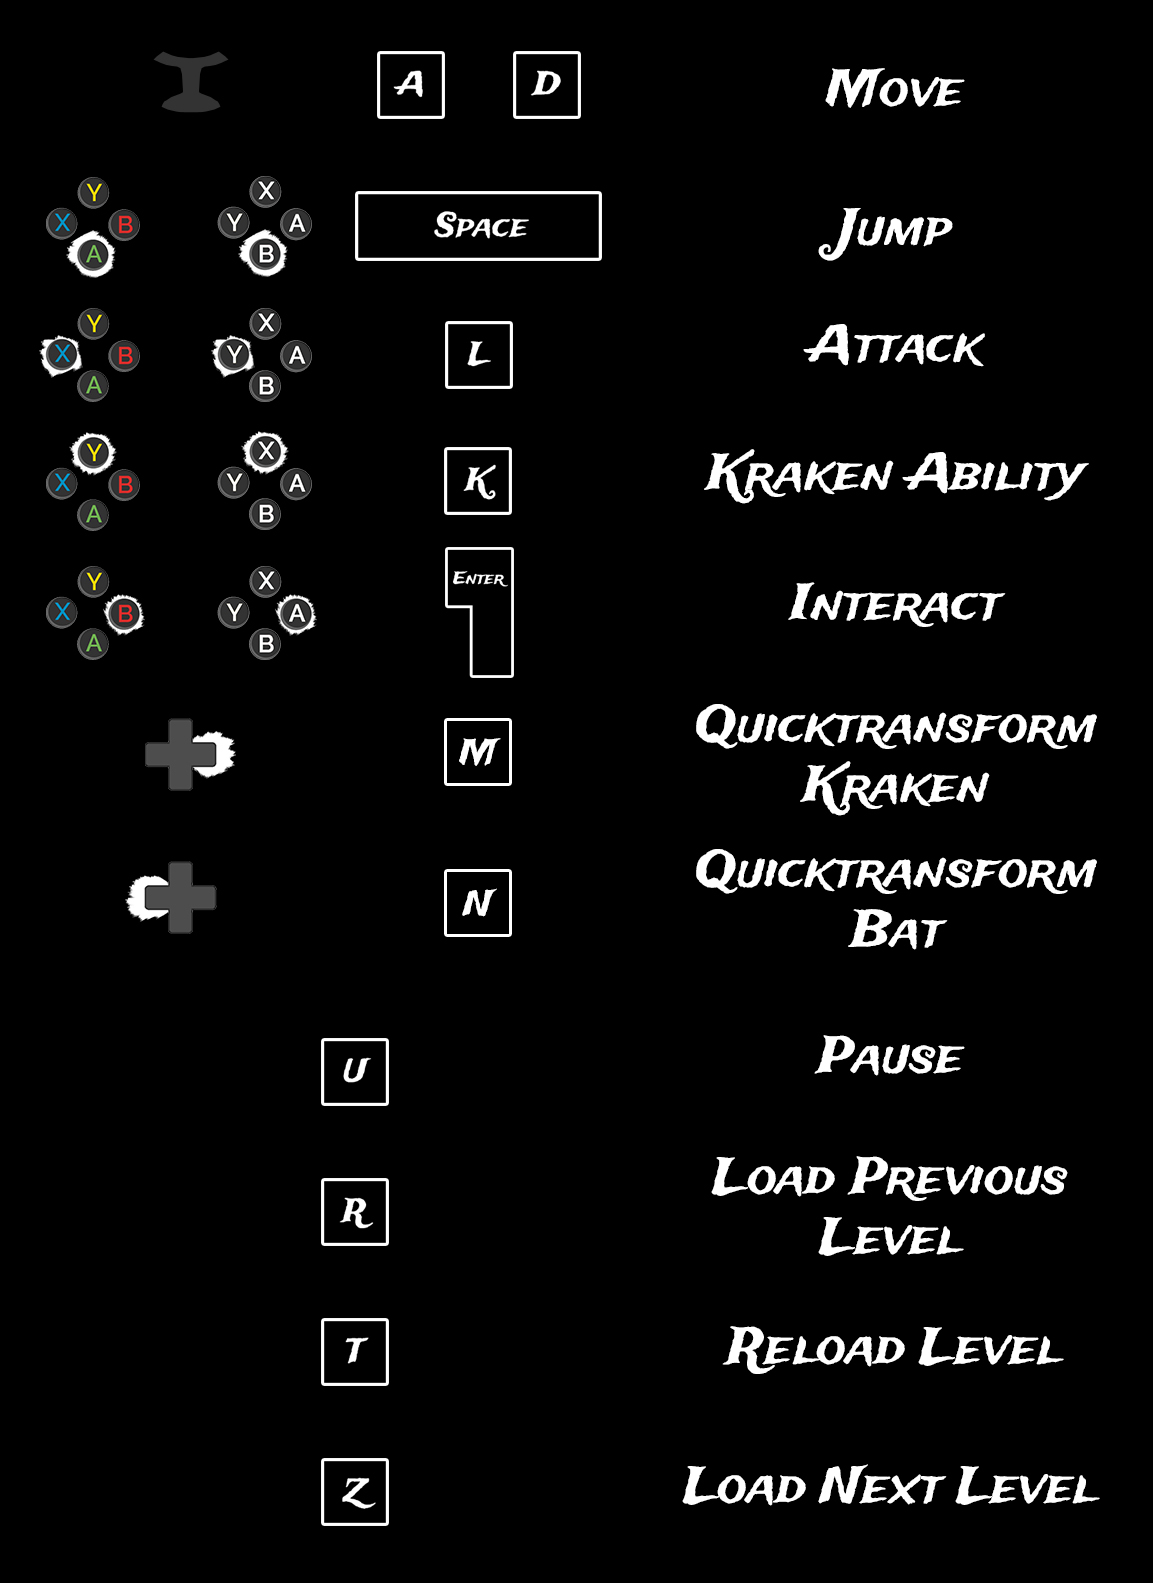 A D Move
Y X
X B Y A Space Jump
A B
Y X
X B Y A L Attack
A B
Y X
X B Y A K Kraken Ability
A B
Enter
Y X
X B Y A Interact
A B
Quicktransform
M
Kraken
Quicktransform
N
Bat
U Pause
Load Previous
R
Level
T Reload Level
Z Load Next Level